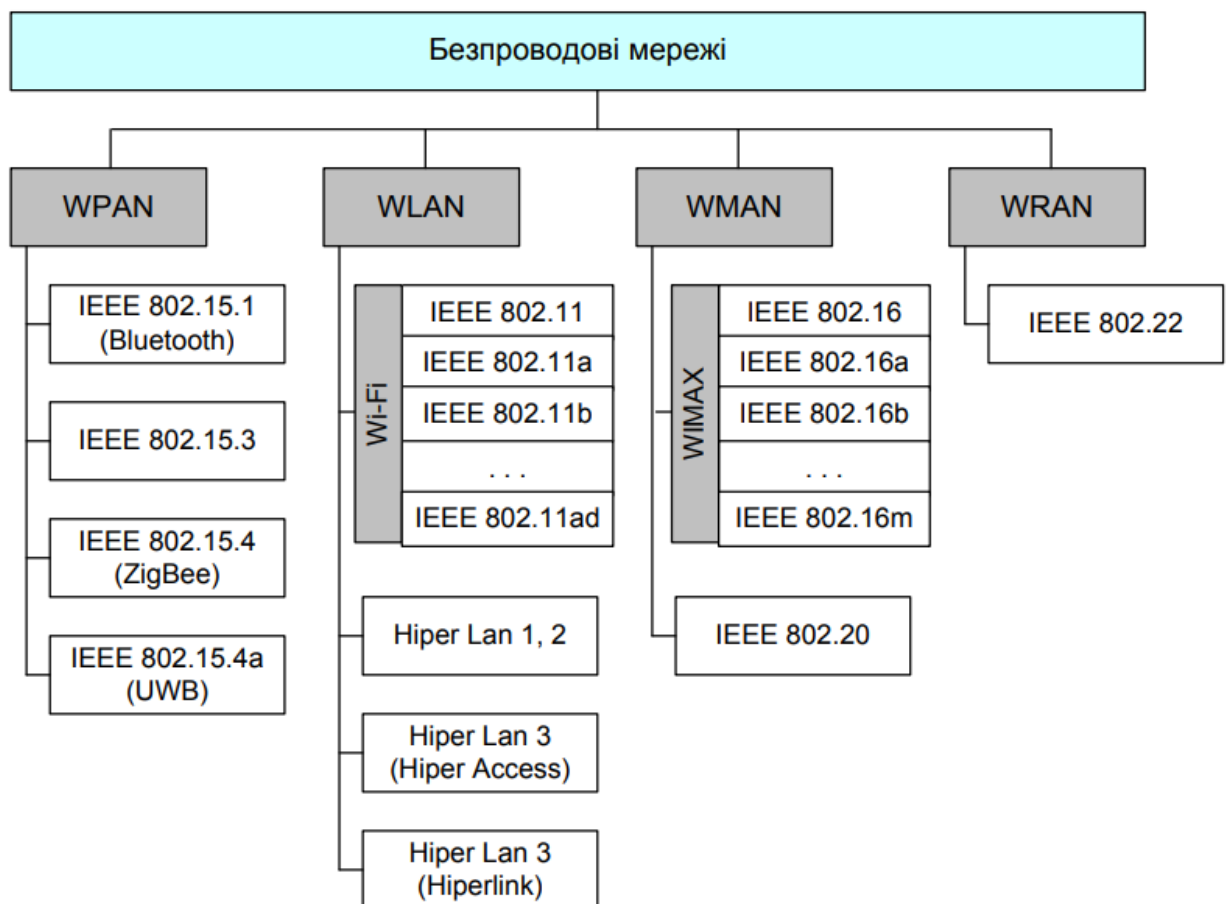 Безпроводові мережі
WPAN
WLAN
WMAN
WRAN
IEEE 802.15.1
(Bluetooth)
IEEE 802.15.3
IEEE 802.15.4
(ZigBee)
IEEE 802.15.4a
(UWB)
Wi-Fi
IEEE 802.11
IEEE 802.11a
IEEE 802.11b
. . .
IEEE 802.11ad
Hiper Lan 1, 2
Hiper Lan 3
(Hiper Access)
Hiper Lan 3
(Hiperlink)
WIMAX
IEEE 802.16
IEEE 802.16a
IEEE 802.16b
. . .
IEEE 802.16m
IEEE 802.20
IEEE 802.22